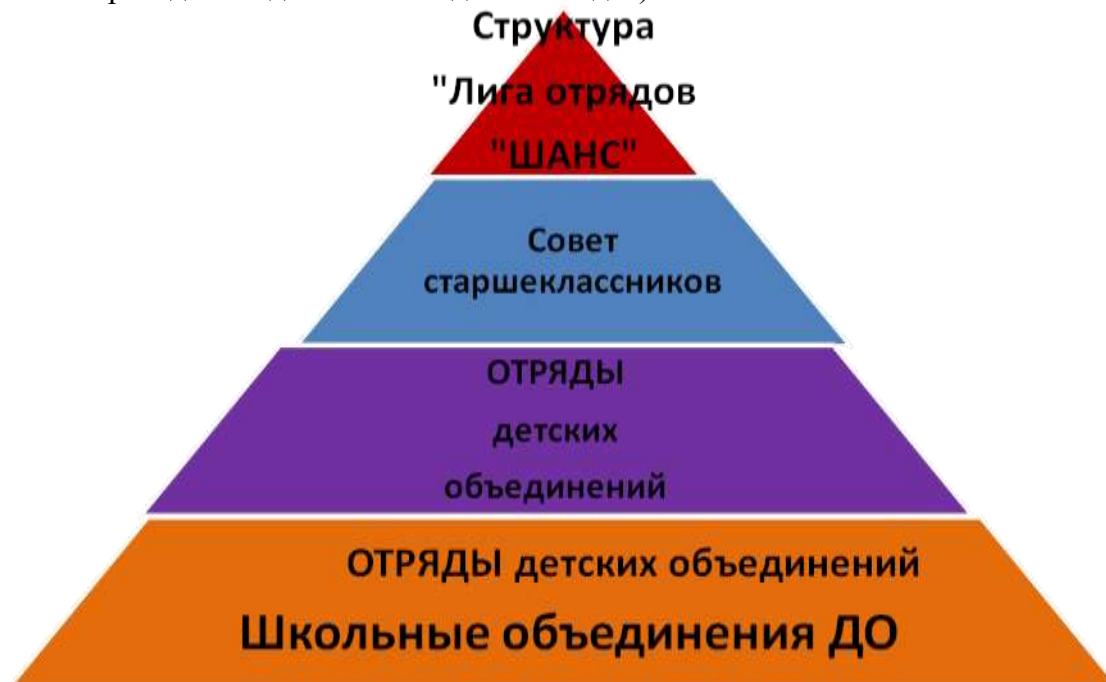 Структура
"Лига отрядов
"ШАНС"
Совет
старшеклассников
ОТРЯДЫ
детских
объединений
ОТРЯДЫ детских объединений
Школьные объединения ДО